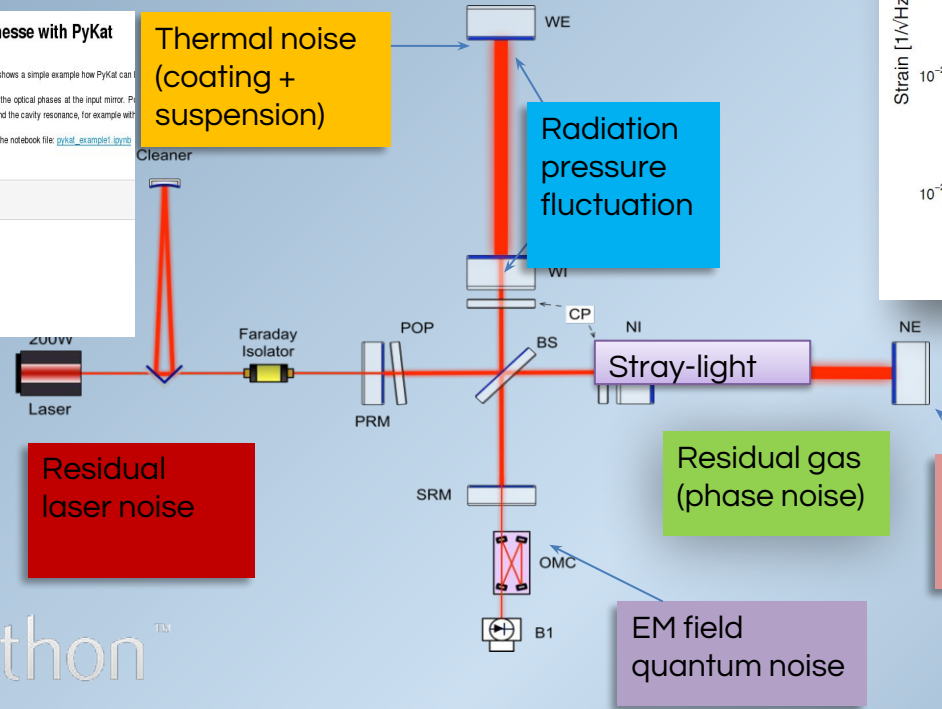 esse with PyKat
shows a simple example how PyKat can
the optical phases at the input mirror.
nd the cavity resonance, for example with
he notebook file: pykat_example1.ipynb
Thermal noise
(coating +
suspension)
WE
Strain [1/√Hz
Radiation
pressure
fluctuation
Cleaner
WI
CP
200W
Laser
Faraday
Isolator
POP
PRM
BS
NI
NE
Stray-light
Residual
laser noise
Residual gas
(phase noise)
SRM
OMC
B1
EM field
quantum noise
thon™